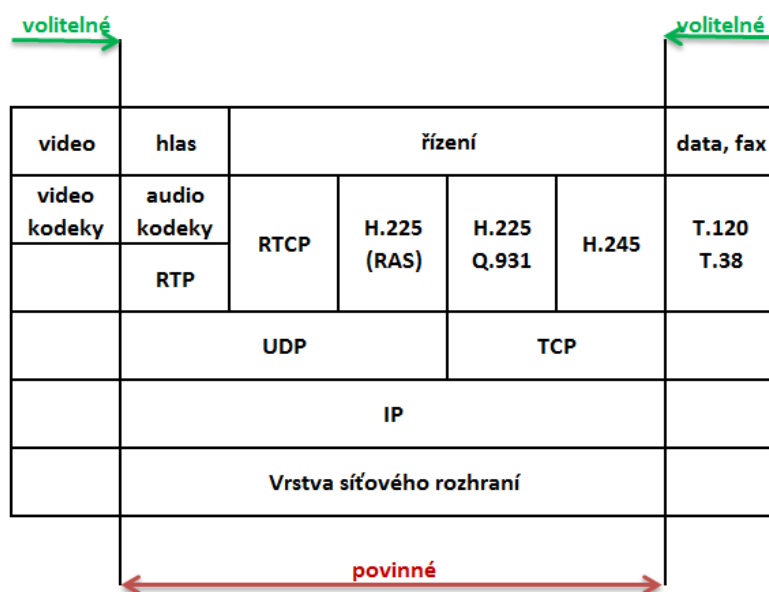 volitelné
volitelné
video
hlas
řízení
data, fax
video
kodeky
audio
kodeky
RTP
RTCP
H.225
(RAS)
H.225
Q.931
H.245
T.120
T.38
UDP
TCP
IP
Vrstva síťového rozhraní
povinné